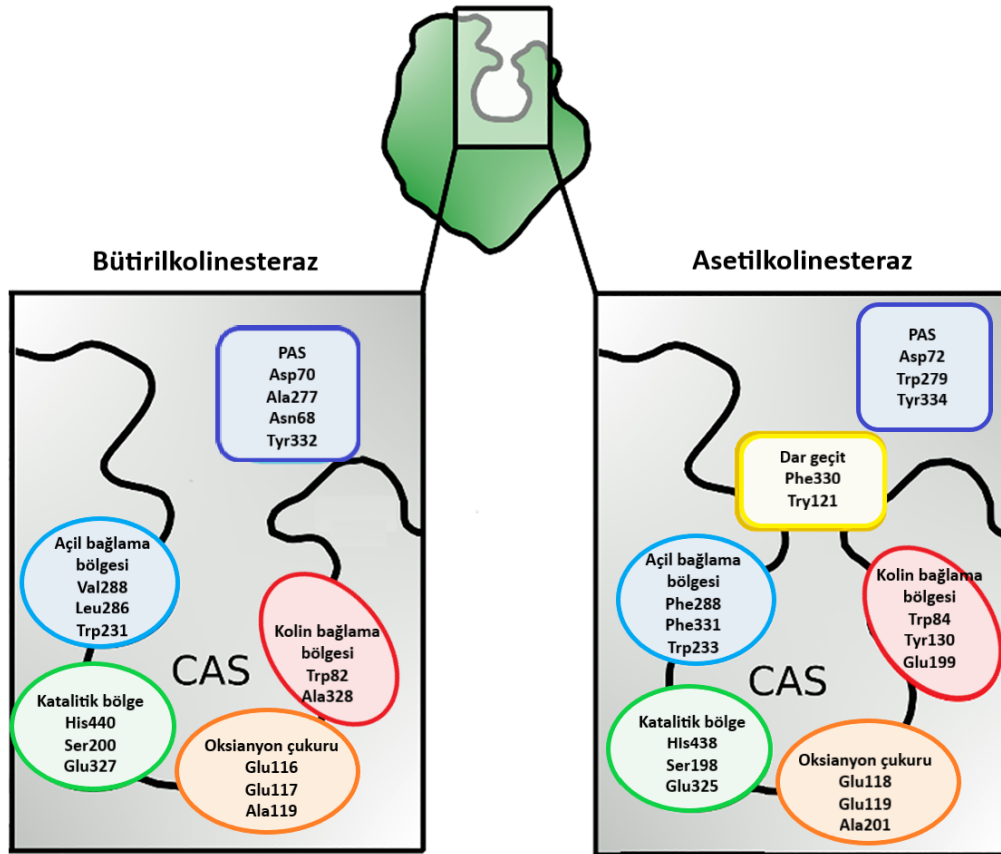 Bütirilkolinesteraz
PAS
Asp70
Ala277
Asn68
Tyr332
Açil bağlama
bölgesi
Val288
Leu286
Trp231
Kolin bağlama
bölgesi
Trp82
Ala328
CAS
Katalitik bölge
His440
Ser200
Glu327
Oksianyon çukuru
Glu116
Glu117
Ala119
Asetilkolinesteraz
PAS
Asp72
Trp279
Tyr334
Dar geçit
Phe330
Try121
Açil bağlama
bölgesi
Phe288
Phe331
Trp233
Kolin bağlama
bölgesi
Trp84
Tyr130
Glu199
CAS
Katalitik bölge
His438
Ser198
Glu325
Oksianyon çukuru
Glu118
Glu119
Ala201